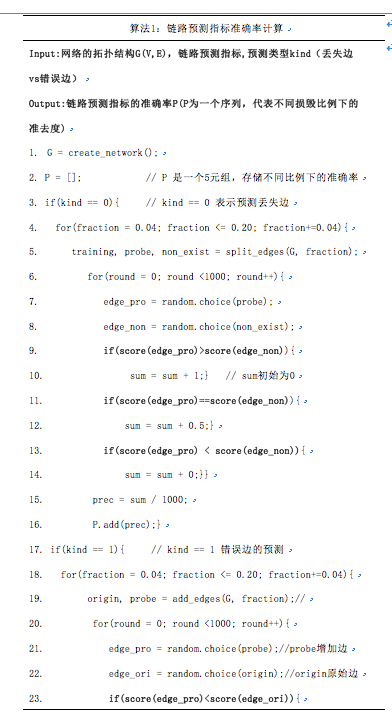 算法1：链路预测指标准确率计算
Input:网络的拓扑结构G(V,E)，链路预测指标,预测类型kind（丢失边
vs错误边）
Output:链路预测指标的准确率P(P为一个序列，代表不同损毁比例下的
准去度）
1. G = create_network();
2. P = []; // P 是一个5元组，存储不同比例下的准确率
3. if(kind == 0){ // kind == 0 表示预测丢失边
4. for(fraction = 0.04; fraction <= 0.20; fraction+=0.04){
5. training, probe, non_exist = split_edges(G, fraction);
6. for(round = 0; round <1000; round++){
7. edge_pro = random.choice(probe);
8. edge_non = random.choice(non_exist);
9. if(score(edge_pro)>score(edge_non)){
10. sum = sum + 1;} // sum初始为0
11. if(score(edge_pro)==score(edge_non)){
12. sum = sum + 0.5;}
13. if(score(edge_pro) < score(edge_non)){
14. sum = sum + 0;}}
15. prec = sum / 1000;
16. P.add(prec);}
17. if(kind == 1){ // kind == 1 错误边的预测
18. for(fraction = 0.04; fraction <= 0.20; fraction+=0.04){
19. origin, probe = add_edges(G, fraction);//
20. for(round = 0; round <1000; round++){
21. edge_pro = random.choice(probe);//probe增加边
22. edge_ori = random.choice(origin);//origin原始边
23. if(score(edge_pro)<score(edge_ori)){